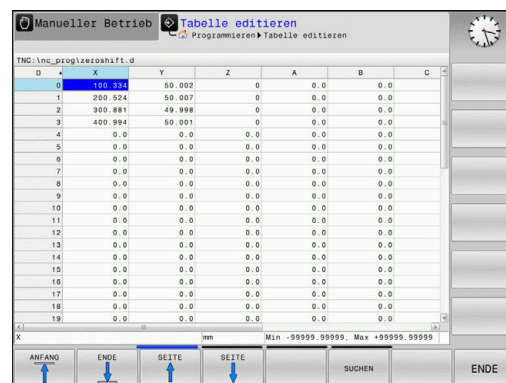 Manueller Betrieb
Tabelle editieren
Programmieren Tabelle editieren
TNC:\nc_prog\zeroshift.d
D X Y Z A B C
0 100.334 50.002 0 0.0 0.0
1 200.524 50.007 0 0.0 0.0
2 300.881 49.998 0 0.0 0.0
3 400.994 50.001 0 0.0 0.0
4 0.0 0.0 0.0 0.0 0.0
5 0.0 0.0 0.0 0.0 0.0
6 0.0 0.0 0.0 0.0 0.0
7 0.0 0.0 0.0 0.0 0.0
8 0.0 0.0 0.0 0.0 0.0
9 0.0 0.0 0.0 0.0 0.0
10 0.0 0.0 0.0 0.0 0.0
11 0.0 0.0 0.0 0.0 0.0
12 0.0 0.0 0.0 0.0 0.0
13 0.0 0.0 0.0 0.0 0.0
14 0.0 0.0 0.0 0.0 0.0
15 0.0 0.0 0.0 0.0 0.0
16 0.0 0.0 0.0 0.0 0.0
17 0.0 0.0 0.0 0.0 0.0
18 0.0 0.0 0.0 0.0 0.0
19 0.0 0.0 0.0 0.0 0.0
X mm Min -99999.99999, Max +99999.99999
ANFANG ENDE SEITE SEITE SUCHEN ENDE